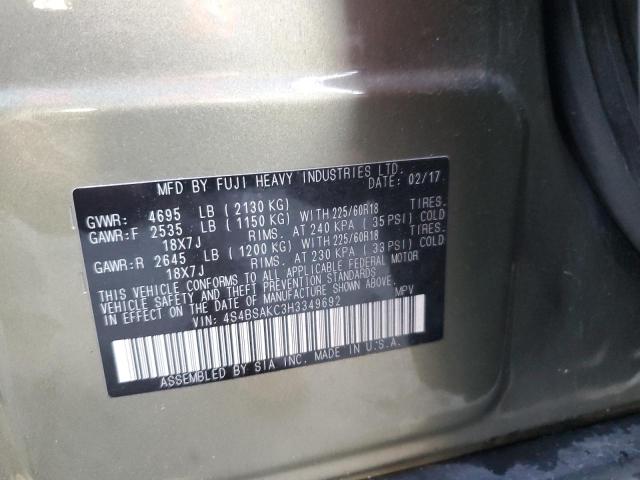 MFD BY FUJI HEAVY INDUSTRIES LTD.
DATE: 02/17
GVWR: 4695 LB ( 2130 KG) TIRES.
GAWR:F 2535 LB ( 1150 KG) WITH 225/60R18
18X7J RIMS. AT 240 KPA ( 35 PSI) COLD
GAWR:R 2645 LB ( 1200 KG) WITH 225/60R18 TIRES.
18X7J RIMS. AT 230 KPA ( 33 PSI) COLD
THIS VEHICLE CONFORMS TO ALL APPLICABLE FEDERAL MOTOR
VEHICLE SAFETY AND THEFT PREVENTION STANDARDS
IN EFFECT ON THE DATE OF MANUFACTURE SHOWN ABOVE.
VIN: 4S4BSAKC3H3349692 MPV
ASSEMBLED BY SIA INC. MADE IN U.S.A.